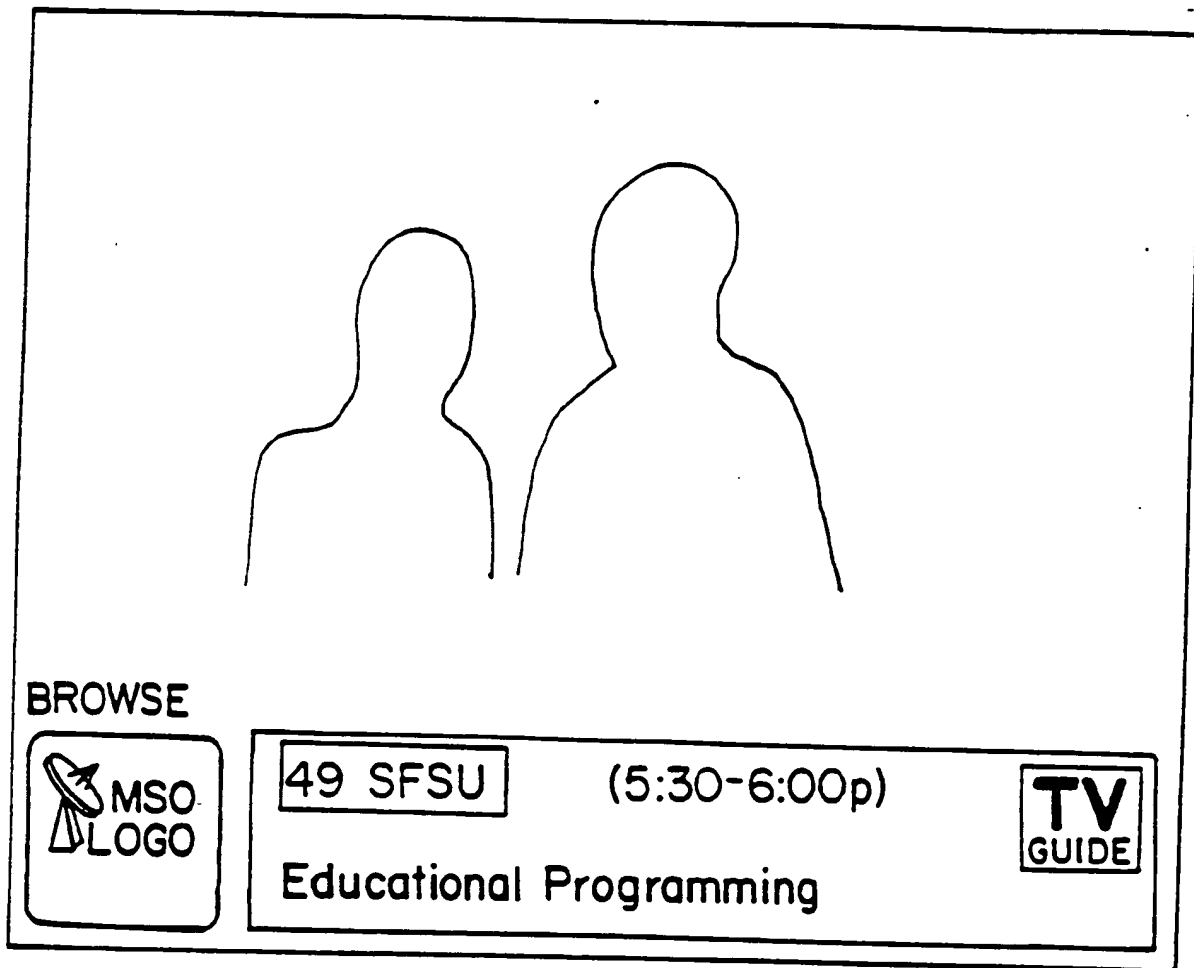 BROWSE
MSO
LOGO
49 SFSU (5:30-6:00p)
Educational Programming
TV
GUIDE